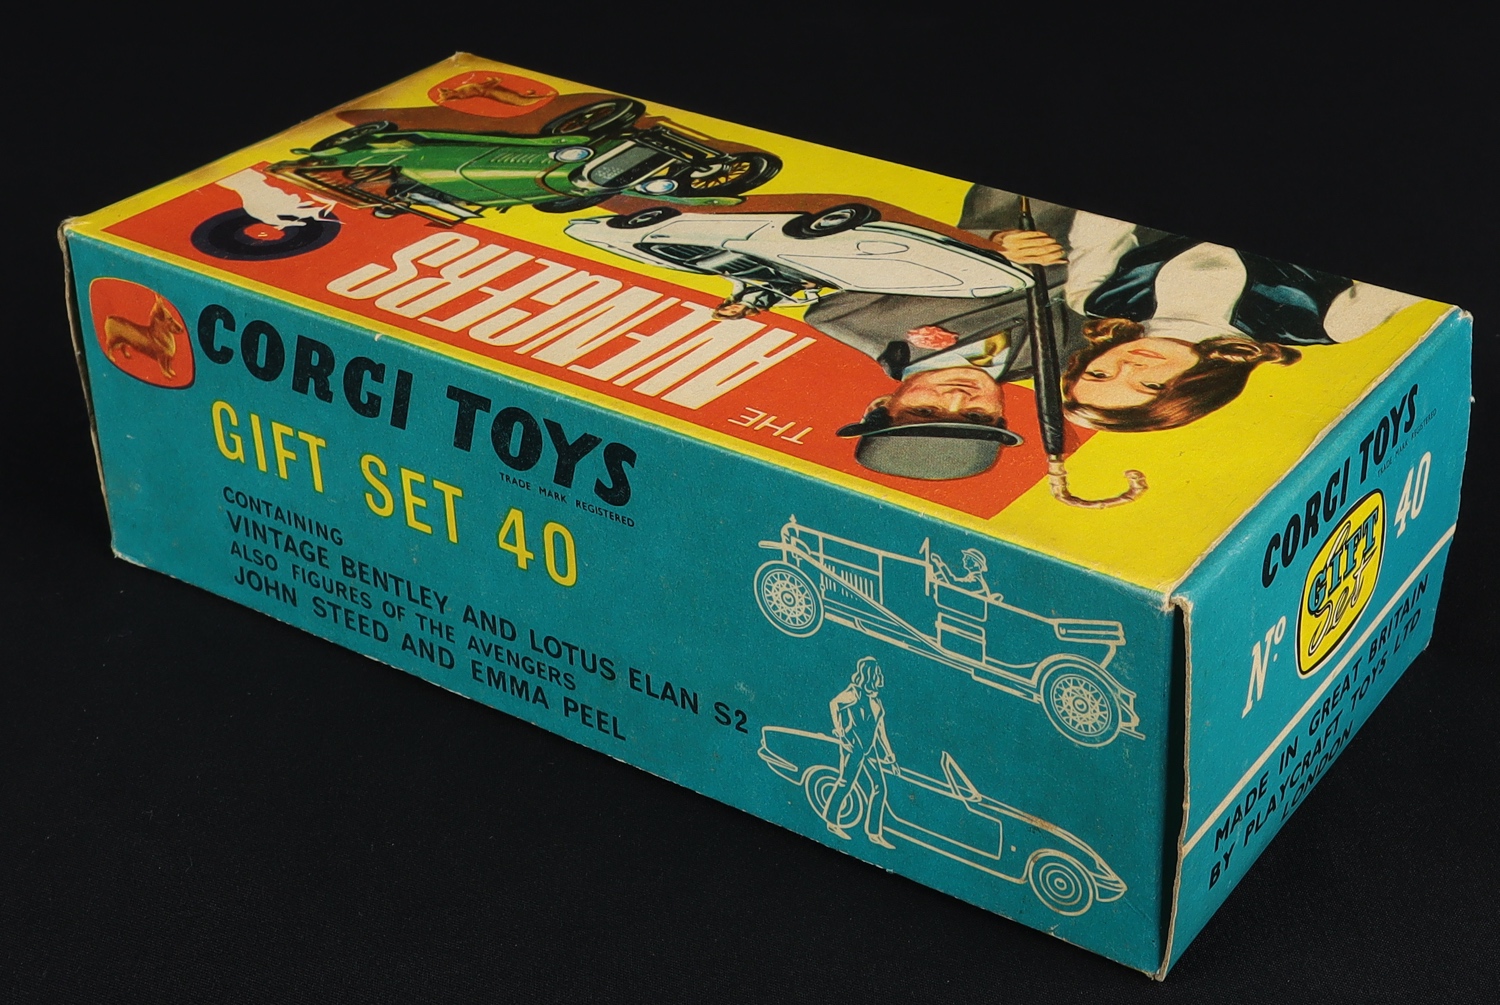 THE
AVENGERS
CORGI TOYS
TRADE MARK REGISTERED
GIFT SET 40
CONTAINING
VINTAGE BENTLEY AND LOTUS ELAN S2
ALSO FIGURES OF THE AVENGERS
JOHN STEED AND EMMA PEEL
CORGI TOYS
TRADE MARK REGISTERED
No GIFT Set 40
MADE IN GREAT BRITAIN
BY PLAYCRAFT TOYS LTD
LONDON